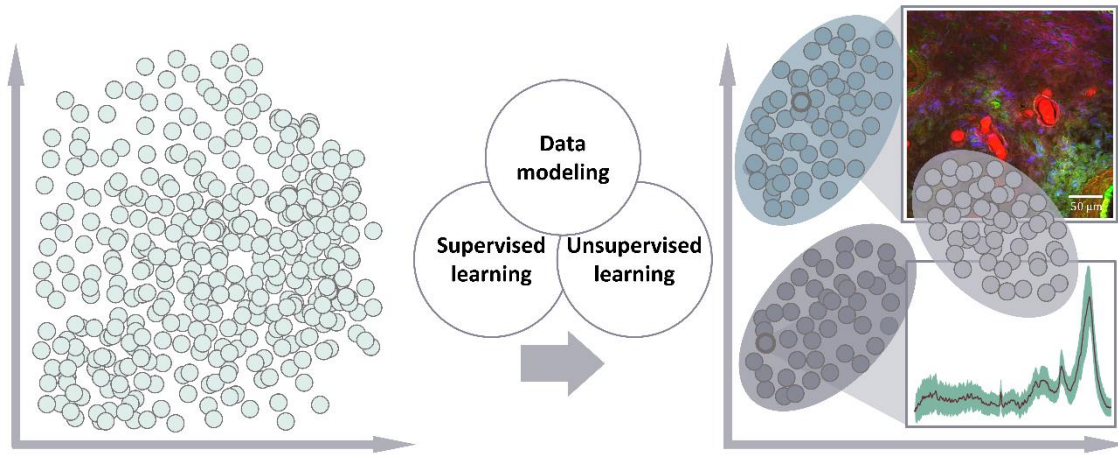 Data
modeling
Supervised
learning
Unsupervised
learning
50 µm